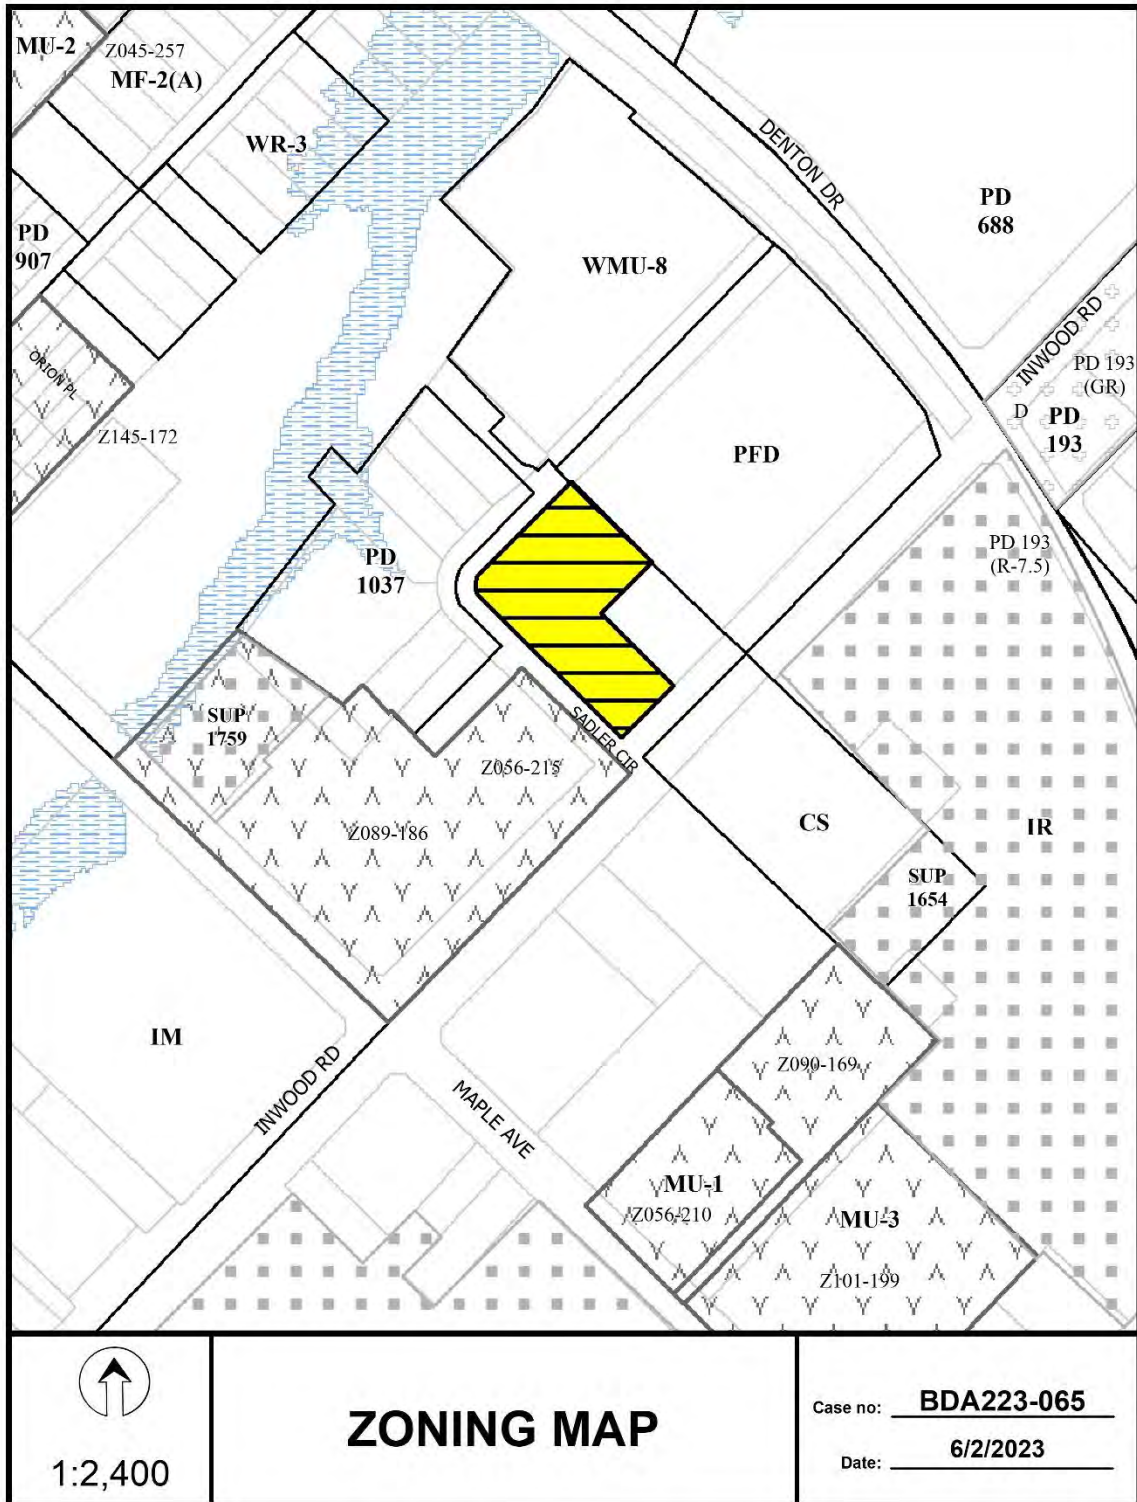 MU-2
Z045-257
MF-2(A)
WR-3
DENTON DR
PD
688
PD
907
WMU-8
INWOOD RD
PD 193
(GR)
D
PD
193
ORION PL
Z145-172
PFD
PD 193
(R-7.5)
PD
1037
SUP
1759
SADLER CIR
Z056-215
Z089-186
CS
IR
SUP
1654
IM
INWOOD RD
MAPLE AVE
Z090-169
MU-1
Z056-210
MU-3
Z101-199
1:2,400
ZONING MAP
Case no: BDA223-065
Date: 6/2/2023